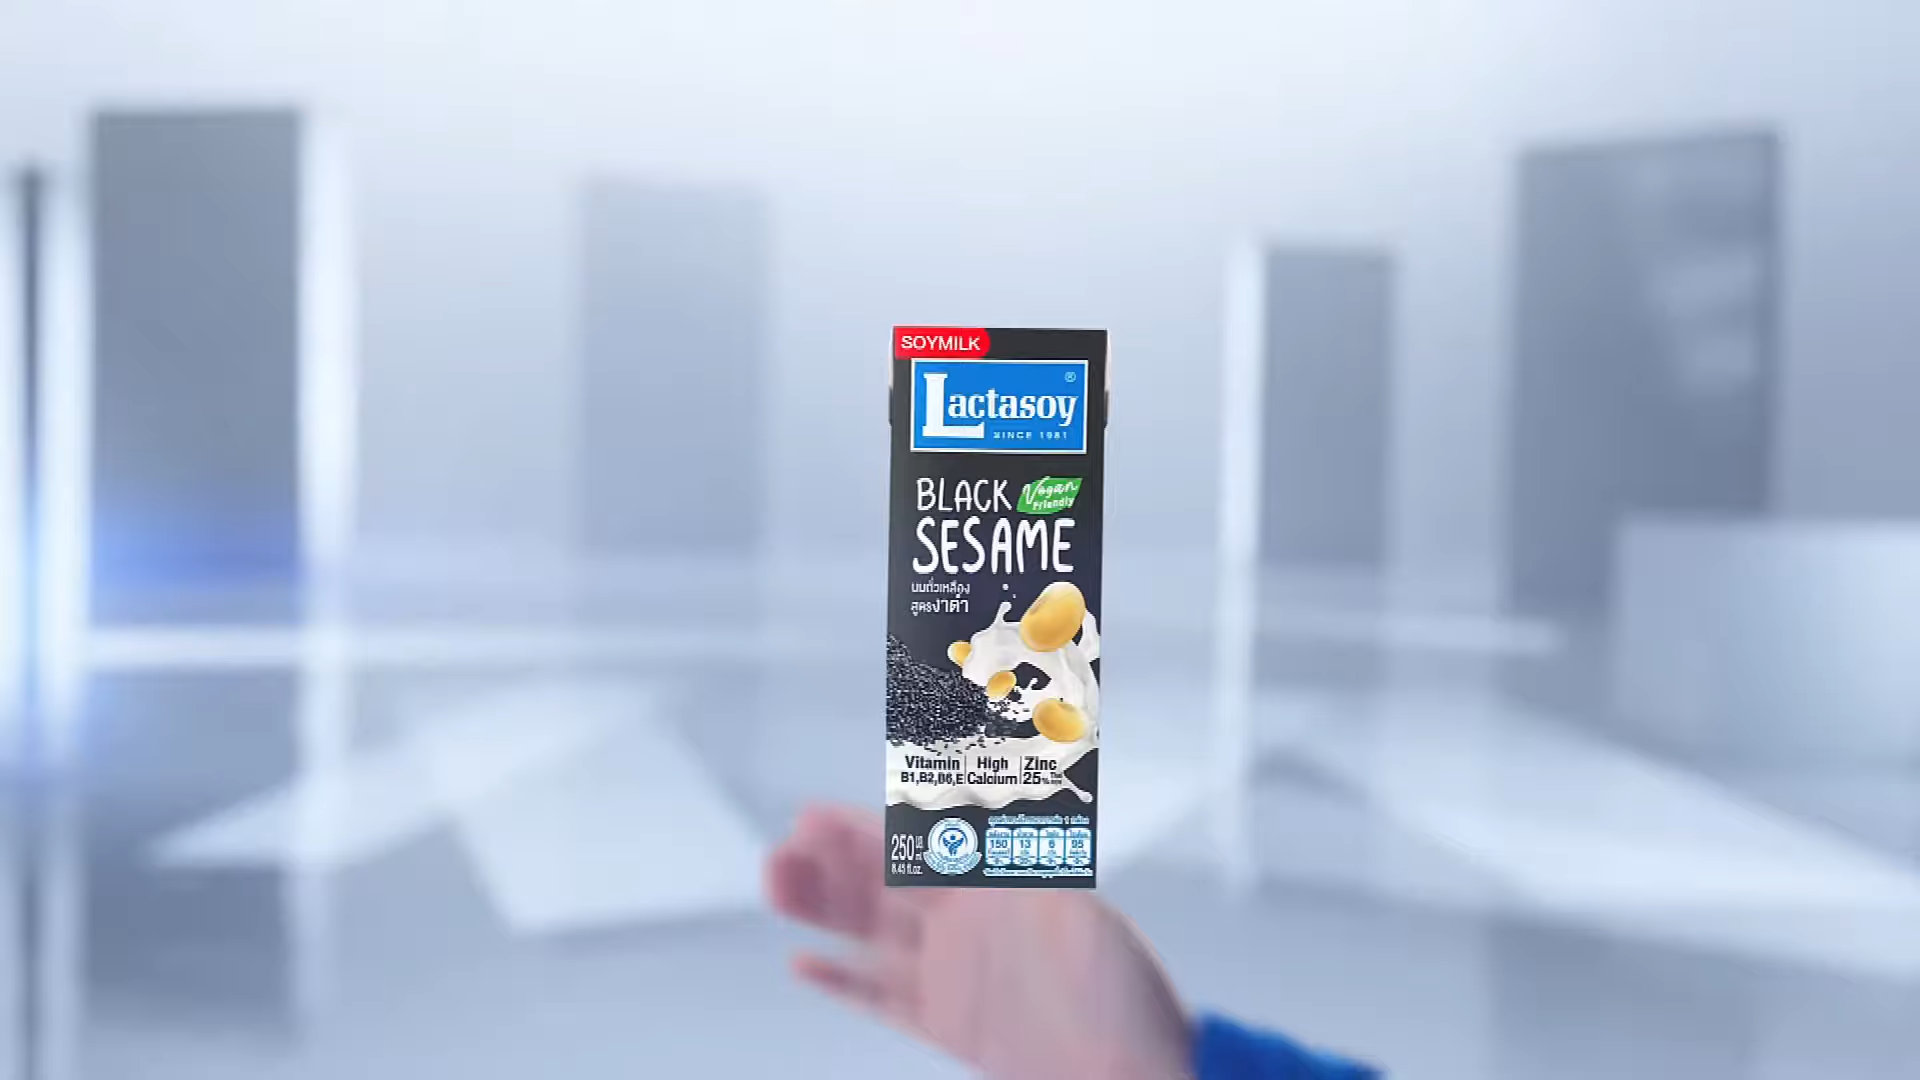 SOYMILK
Lactasoy ®
SINCE 1981
BLACK
Vegan
Friendly
SESAME
นมถั่วเหลือง
สูตรงาดำ
Vitamin
B1,B2,B6,E
High
Calcium
Zinc
25%
250 ml
8.45 fl.oz.
150 13 6 95